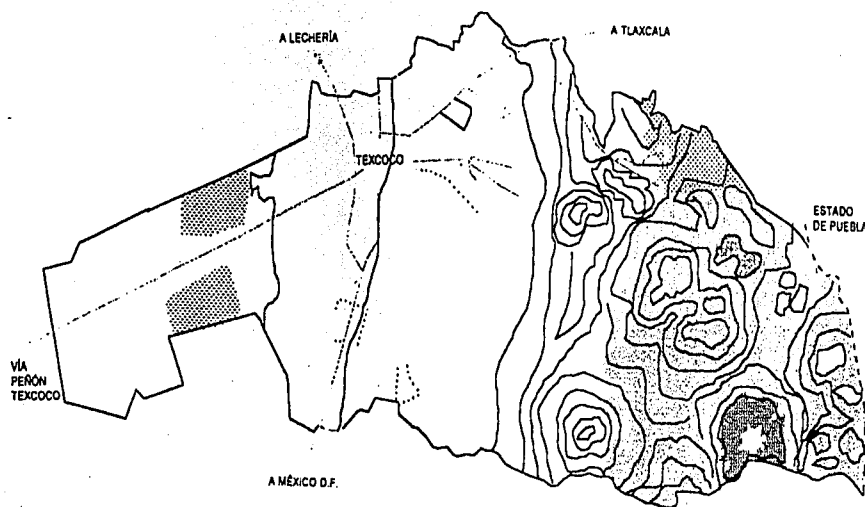 A LECHERÍA
A TLAXCALA
TEXCOCO
ESTADO
DE PUEBLA
VÍA
PEÑÓN
TEXCOCO
A MÉXICO D.F.